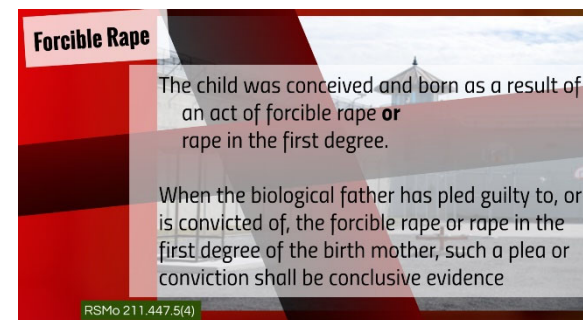 Forcible Rape
The child was conceived and born as a result of
an act of forcible rape or
rape in the first degree.
When the biological father has pled guilty to, or
is convicted of, the forcible rape or rape in the
first degree of the birth mother, such a plea or
conviction shall be conclusive evidence
RSMo 211.447.5(4)